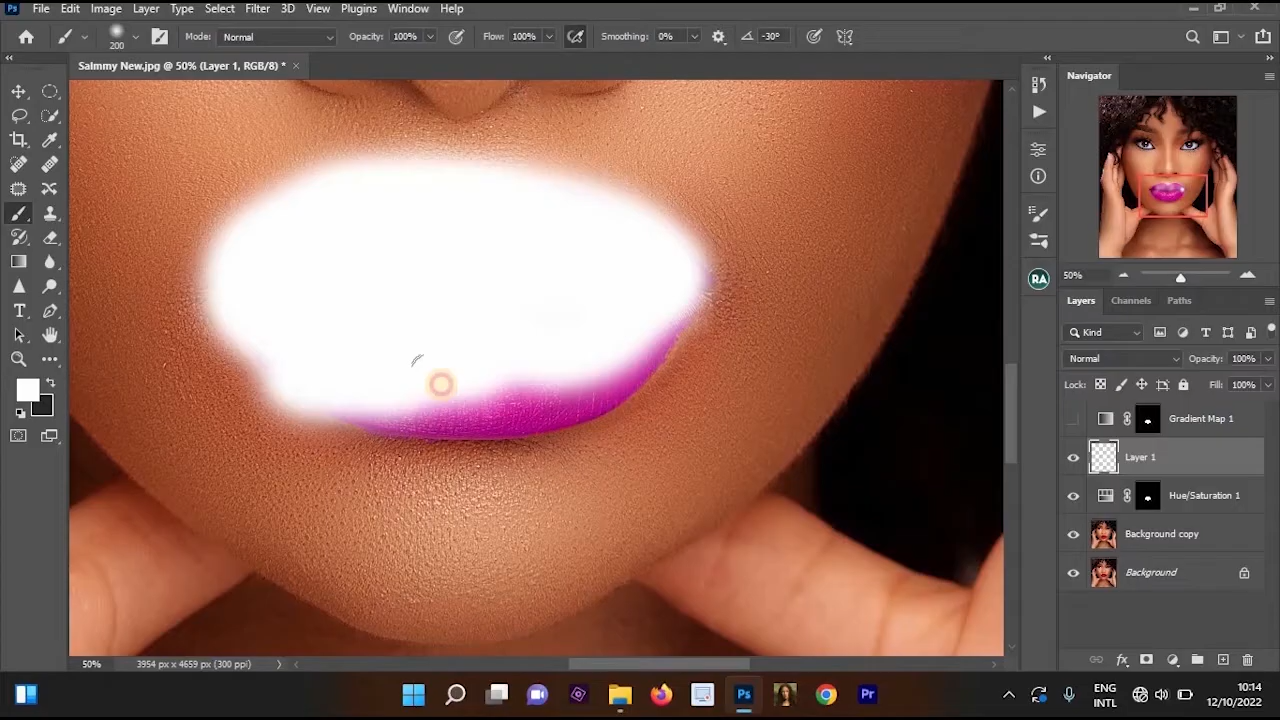 Ps File Edit Image Layer Type Select Filter 3D View Plugins Window Help
200 Mode: Normal Opacity: 100% Flow: 100% Smoothing: 0% -30°
Salmmy New.jpg @ 50% (Layer 1, RGB/8) *
Navigator
50%
Layers Channels Paths
Kind
Normal Opacity: 100%
Lock: Fill: 100%
Gradient Map 1
Layer 1
Hue/Saturation 1
Background copy
Background
RA
fx
50% 3954 px x 4659 px (300 ppi)
Ps Pr
ENG
INTL
10:14
12/10/2022